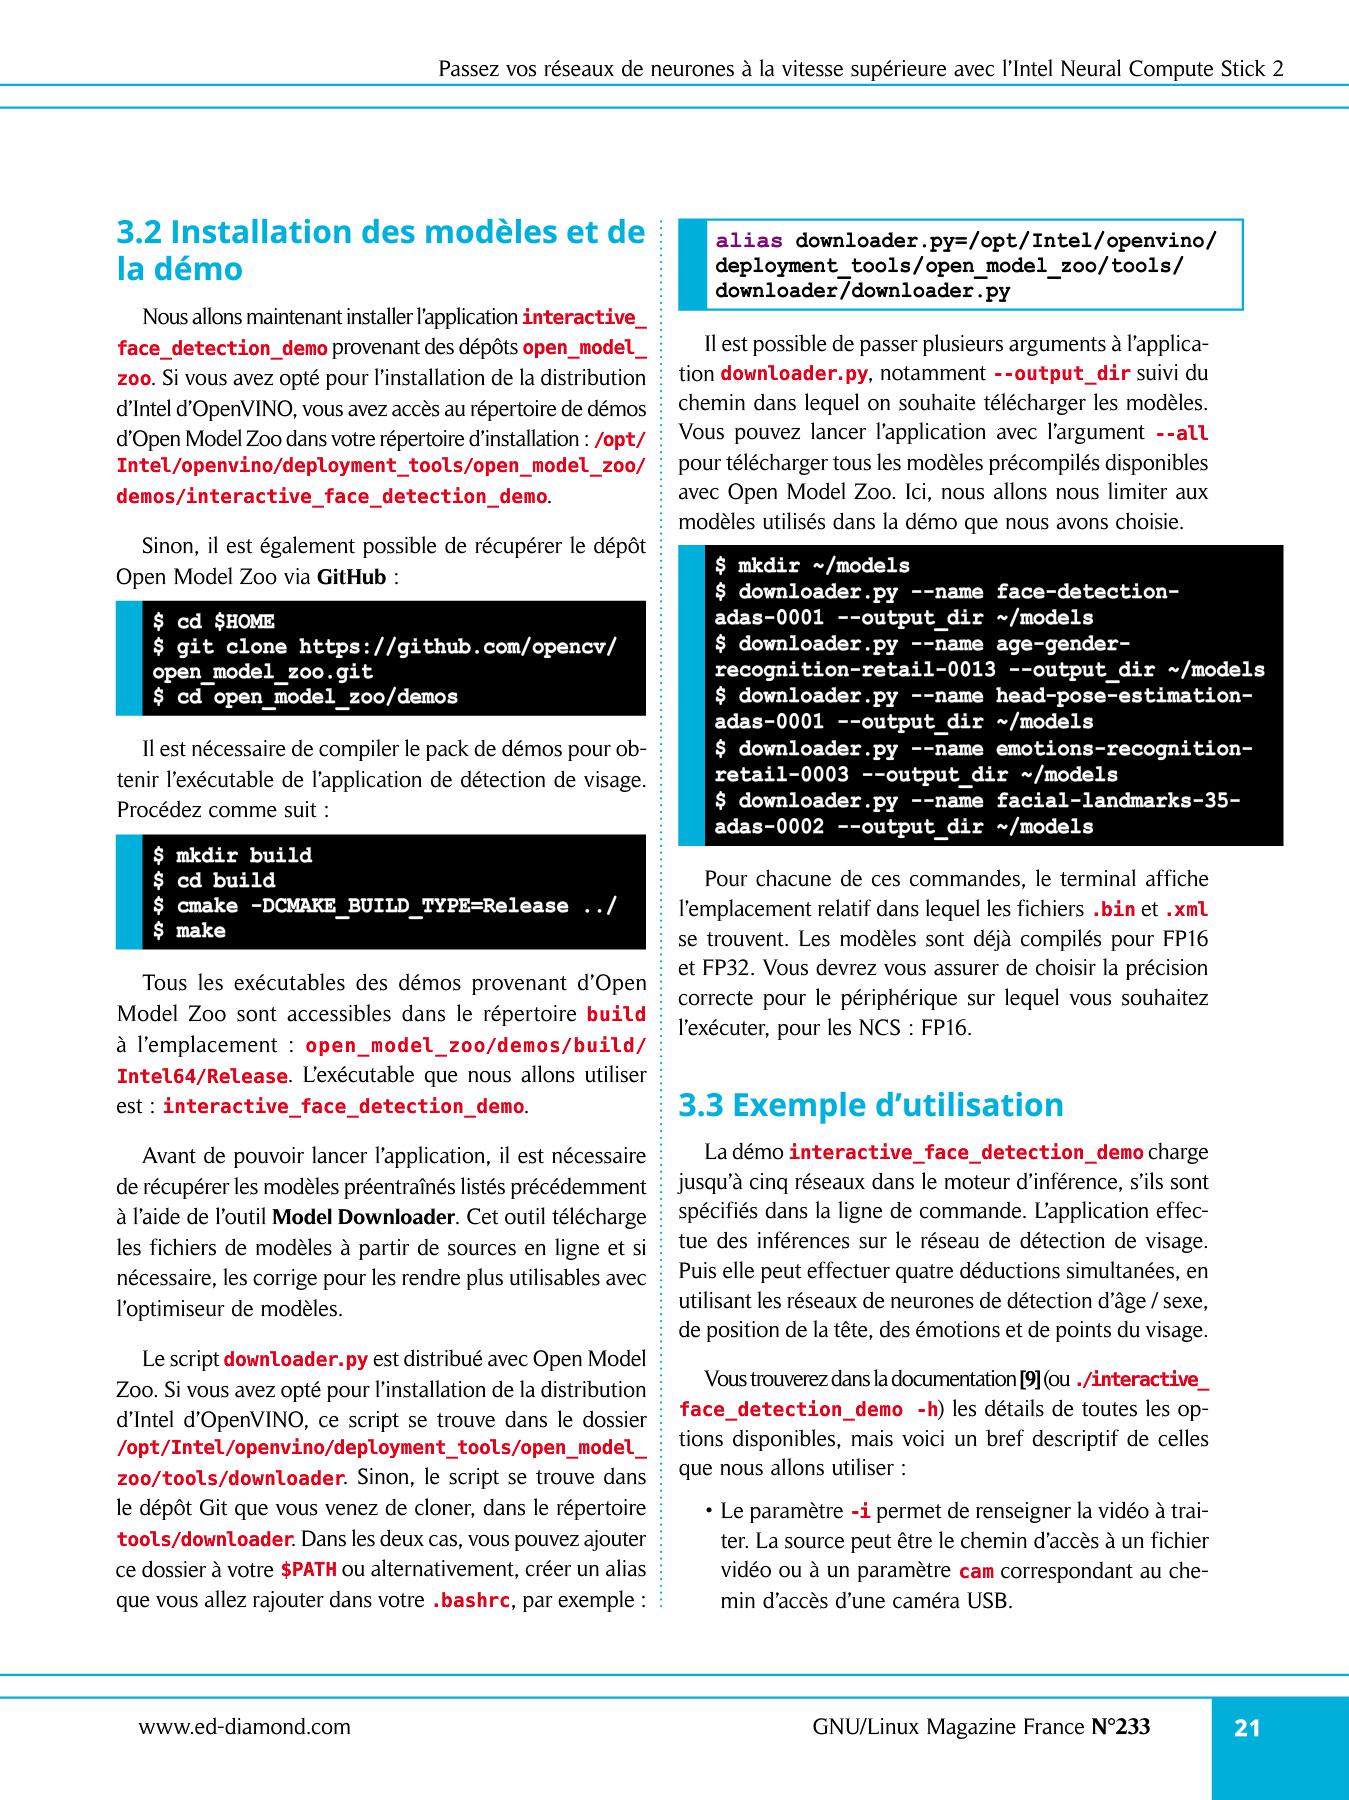 Passez vos réseaux de neurones à la vitesse supérieure avec l'Intel Neural Compute Stick 2
3.2 Installation des modèles et de
la démo
Nous allons maintenant installer l'application interactive_
face_detection_demo provenant des dépôts open_model_
zoo. Si vous avez opté pour l'installation de la distribution
d'Intel d'OpenVINO, vous avez accès au répertoire de démos
d'Open Model Zoo dans votre répertoire d'installation : /opt/
Intel/openvino/deployment_tools/open_model_zoo/
demos/interactive_face_detection_demo.
Sinon, il est également possible de récupérer le dépôt
Open Model Zoo via GitHub :
$ cd $HOME
$ git clone https://github.com/opencv/
open_model_zoo.git
$ cd open_model_zoo/demos
Il est nécessaire de compiler le pack de démos pour ob-
tenir l'exécutable de l'application de détection de visage.
Procédez comme suit :
$ mkdir build
$ cd build
$ cmake -DCMAKE_BUILD_TYPE=Release ../
$ make
Tous les exécutables des démos provenant d'Open
Model Zoo sont accessibles dans le répertoire build
à l'emplacement : open_model_zoo/demos/build/
Intel64/Release. L'exécutable que nous allons utiliser
est : interactive_face_detection_demo.
Avant de pouvoir lancer l'application, il est nécessaire
de récupérer les modèles préentraînés listés précédemment
à l'aide de l'outil Model Downloader. Cet outil télécharge
les fichiers de modèles à partir de sources en ligne et si
nécessaire, les corrige pour les rendre plus utilisables avec
l'optimiseur de modèles.
Le script downloader.py est distribué avec Open Model
Zoo. Si vous avez opté pour l'installation de la distribution
d'Intel d'OpenVINO, ce script se trouve dans le dossier
/opt/Intel/openvino/deployment_tools/open_model_
zoo/tools/downloader. Sinon, le script se trouve dans
le dépôt Git que vous venez de cloner, dans le répertoire
tools/downloader. Dans les deux cas, vous pouvez ajouter
ce dossier à votre $PATH ou alternativement, créer un alias
que vous allez rajouter dans votre .bashrc, par exemple :
alias downloader.py=/opt/Intel/openvino/
deployment_tools/open_model_zoo/tools/
downloader/downloader.py
Il est possible de passer plusieurs arguments à l'applica-
tion downloader.py, notamment --output_dir suivi du
chemin dans lequel on souhaite télécharger les modèles.
Vous pouvez lancer l'application avec l'argument --all
pour télécharger tous les modèles précompilés disponibles
avec Open Model Zoo. Ici, nous allons nous limiter aux
modèles utilisés dans la démo que nous avons choisie.
$ mkdir ~/models
$ downloader.py --name face-detection-
adas-0001 --output_dir ~/models
$ downloader.py --name age-gender-
recognition-retail-0013 --output_dir ~/models
$ downloader.py --name head-pose-estimation-
adas-0001 --output_dir ~/models
$ downloader.py --name emotions-recognition-
retail-0003 --output_dir ~/models
$ downloader.py --name facial-landmarks-35-
adas-0002 --output_dir ~/models
Pour chacune de ces commandes, le terminal affiche
l'emplacement relatif dans lequel les fichiers .bin et .xml
se trouvent. Les modèles sont déjà compilés pour FP16
et FP32. Vous devrez vous assurer de choisir la précision
correcte pour le périphérique sur lequel vous souhaitez
l'exécuter, pour les NCS : FP16.
3.3 Exemple d'utilisation
La démo interactive_face_detection_demo charge
jusqu'à cinq réseaux dans le moteur d'inférence, s'ils sont
spécifiés dans la ligne de commande. L'application effec-
tue des inférences sur le réseau de détection de visage.
Puis elle peut effectuer quatre déductions simultanées, en
utilisant les réseaux de neurones de détection d'âge / sexe,
de position de la tête, des émotions et de points du visage.
Vous trouverez dans la documentation [9] (ou ./interactive_
face_detection_demo -h) les détails de toutes les op-
tions disponibles, mais voici un bref descriptif de celles
que nous allons utiliser :
• Le paramètre -i permet de renseigner la vidéo à trai-
ter. La source peut être le chemin d'accès à un fichier
vidéo ou à un paramètre cam correspondant au che-
min d'accès d'une caméra USB.
www.ed-diamond.com
GNU/Linux Magazine France N°233
21